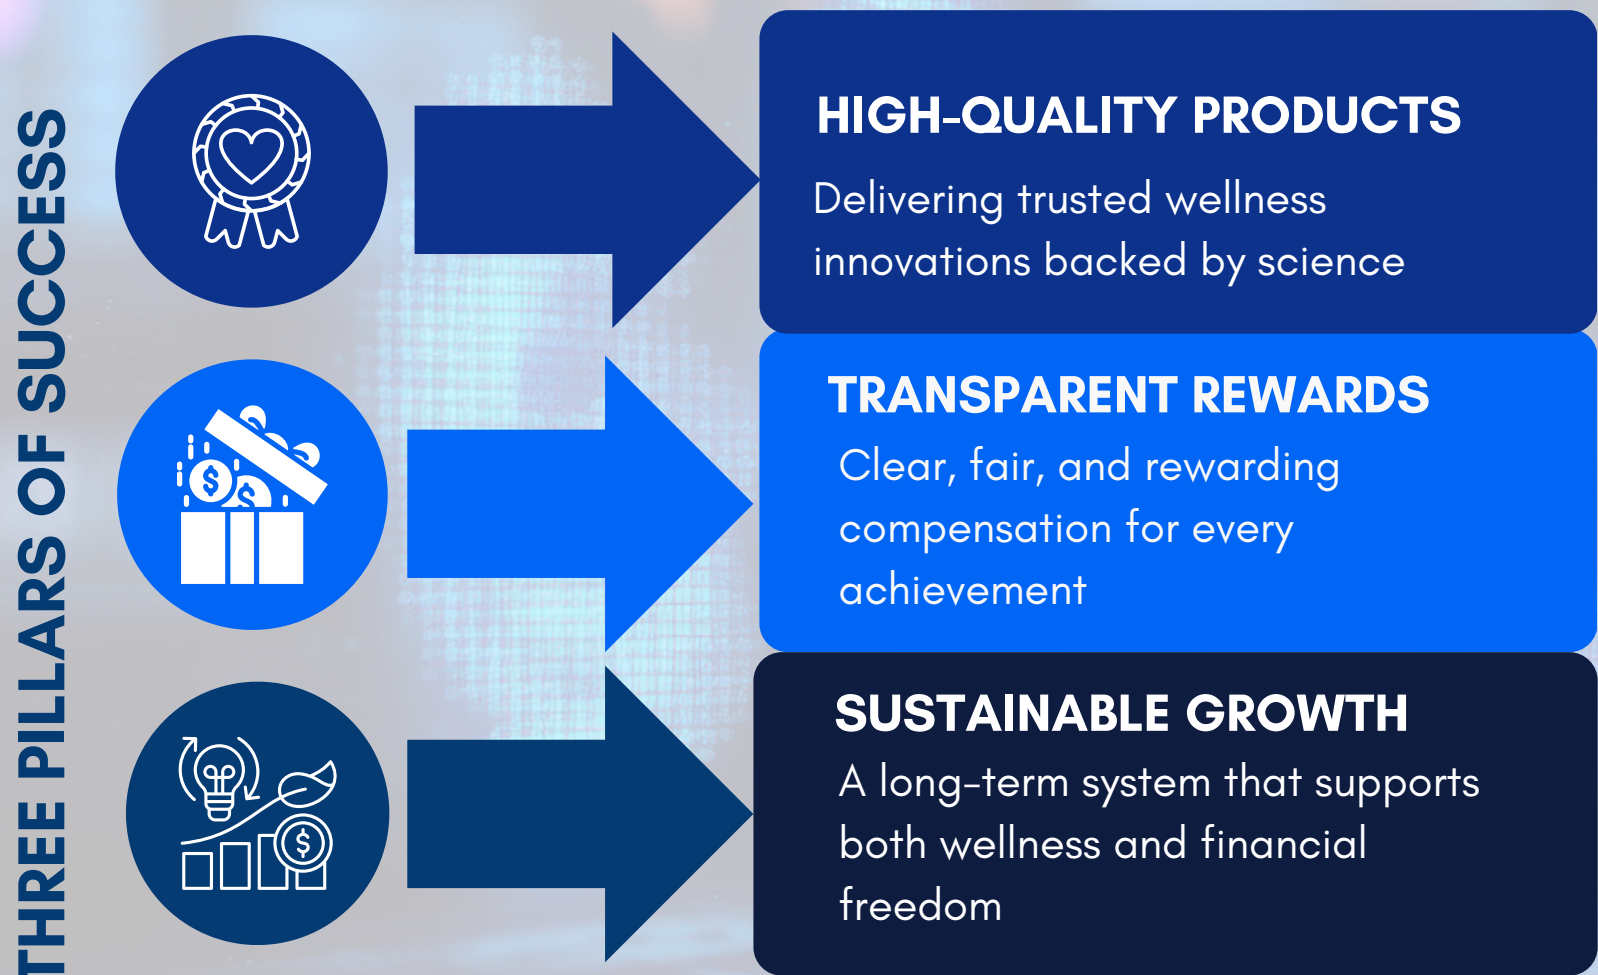 THREE PILLARS OF SUCCESS
HIGH-QUALITY PRODUCTS
Delivering trusted wellness
innovations backed by science
TRANSPARENT REWARDS
Clear, fair, and rewarding
compensation for every
achievement
SUSTAINABLE GROWTH
A long-term system that supports
both wellness and financial
freedom
$
$
$